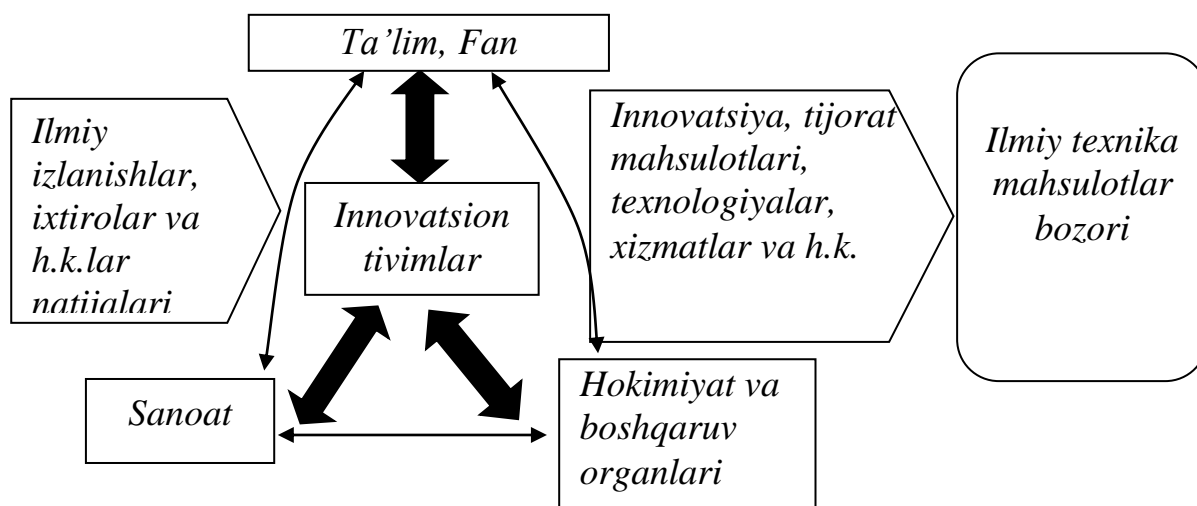 Ta’lim, Fan
Ilmiy
izlanishlar,
ixtirolar va
h.k.lar
natijalari
Innovatsion
tivimlar
Innovatsiya, tijorat
mahsulotlari,
texnologiyalar,
xizmatlar va h.k.
Ilmiy texnika
mahsulotlar
bozori
Sanoat
Hokimiyat va
boshqaruv
organlari